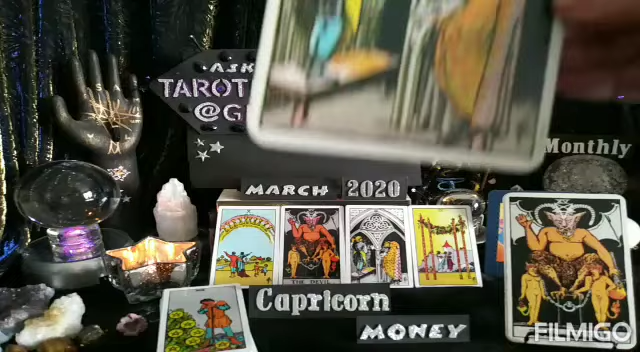 ASK
TAROT
@G
Monthly
MARCH 2020
THE DEVIL
Capricorn
MONEY
FILMIGO